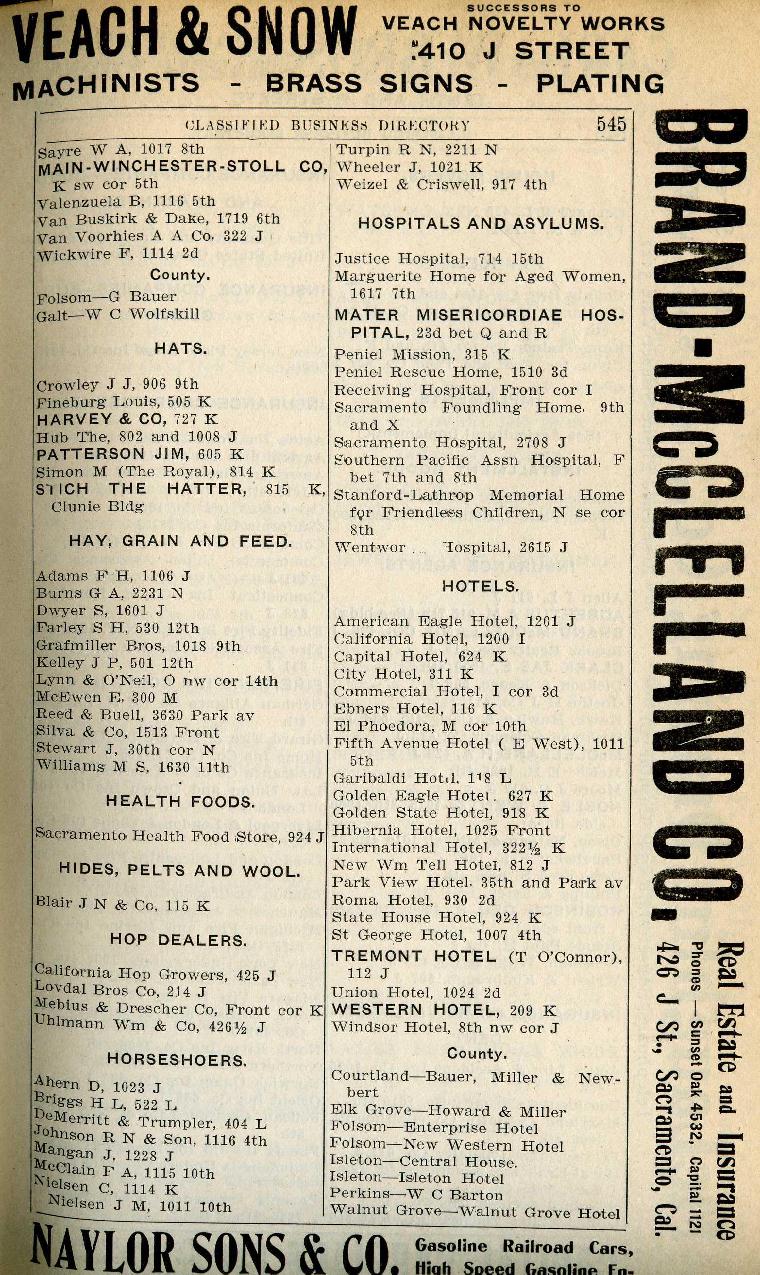 VEACH & SNOW
SUCCESSORS TO
VEACH NOVELTY WORKS
410 J STREET
MACHINISTS - BRASS SIGNS - PLATING
CLASSIFIED BUSINESS DIRECTORY 545
Sayre W A, 1017 8th
MAIN-WINCHESTER-STOLL CO,
K sw cor 5th
Valenzuela B, 1116 5th
Van Buskirk & Dake, 1719 6th
Van Voorhies A A Co, 322 J
Wickwire F, 1114 2d
County.
Folsom—G Bauer
Galt—W C Wolfskill
HATS.
Crowley J J, 906 9th
Fineburg Louis, 505 K
HARVEY & CO, 727 K
Hub The, 802 and 1008 J
PATTERSON JIM, 605 K
Simon M (The Royal), 814 K
STICH THE HATTER, 815 K,
Clunie Bldg
HAY, GRAIN AND FEED.
Adams F H, 1106 J
Burns G A, 2231 N
Dwyer S, 1601 J
Farley S H, 530 12th
Grafmiller Bros, 1018 9th
Kelley J P, 501 12th
Lynn & O'Neil, O nw cor 14th
McEwen E, 300 M
Reed & Buell, 3630 Park av
Silva & Co, 1513 Front
Stewart J, 30th cor N
Williams M S, 1630 11th
HEALTH FOODS.
Sacramento Health Food Store, 924 J
HIDES, PELTS AND WOOL.
Blair J N & Co, 115 K
HOP DEALERS.
California Hop Growers, 425 J
Lovdal Bros Co, 214 J
Mebius & Drescher Co, Front cor K
Uhlmann Wm & Co, 426½ J
HORSESHOERS.
Ahern D, 1023 J
Briggs H L, 522 L
DeMerritt & Trumpler, 404 L
Johnson R N & Son, 1116 4th
Mangan J, 1228 J
McClain F A, 1115 10th
Nielsen C, 1114 K
Nielsen J M, 1011 10th
Turpin R N, 2211 N
Wheeler J, 1021 K
Weizel & Criswell, 917 4th
HOSPITALS AND ASYLUMS.
Justice Hospital, 714 15th
Marguerite Home for Aged Women,
1617 7th
MATER MISERICORDIAE HOS-
PITAL, 23d bet Q and R
Peniel Mission, 315 K
Peniel Rescue Home, 1510 3d
Receiving Hospital, Front cor I
Sacramento Foundling Home, 9th
and X
Sacramento Hospital, 2708 J
Southern Pacific Assn Hospital, F
bet 7th and 8th
Stanford-Lathrop Memorial Home
for Friendless Children, N se cor
8th
Hospital, 2615 J
HOTELS.
American Eagle Hotel, 1201 J
California Hotel, 1200 I
Capital Hotel, 624 K
City Hotel, 311 K
Commercial Hotel, I cor 3d
Ebners Hotel, 116 K
El Phoedora, M cor 10th
Fifth Avenue Hotel ( E West), 1011
5th
Garibaldi Hotel, 118 L
Golden Eagle Hotel, 627 K
Golden State Hotel, 918 K
Hibernia Hotel, 1025 Front
International Hotel, 322½ K
New Wm Tell Hotel, 812 J
Park View Hotel, 35th and Park av
Roma Hotel, 930 2d
State House Hotel, 924 K
St George Hotel, 1007 4th
TREMONT HOTEL (T O'Connor),
112 J
Union Hotel, 1024 2d
WESTERN HOTEL, 209 K
Windsor Hotel, 8th nw cor J
County.
Courtland—Bauer, Miller & New-
bert
Elk Grove—Howard & Miller
Folsom—Enterprise Hotel
Folsom—New Western Hotel
Isleton—Central House.
Isleton—Isleton Hotel
Perkins—W C Barton
Walnut Grove—Walnut Grove Hotel
BRAND-McCLELLAND CO.
Real Estate and Insurance
Phones — Sunset Oak 4532, Capital 1121
426 J St., Sacramento, Cal.
NAYLOR SONS & CO.
Gasoline Railroad Cars,
High Speed Gasoline En-